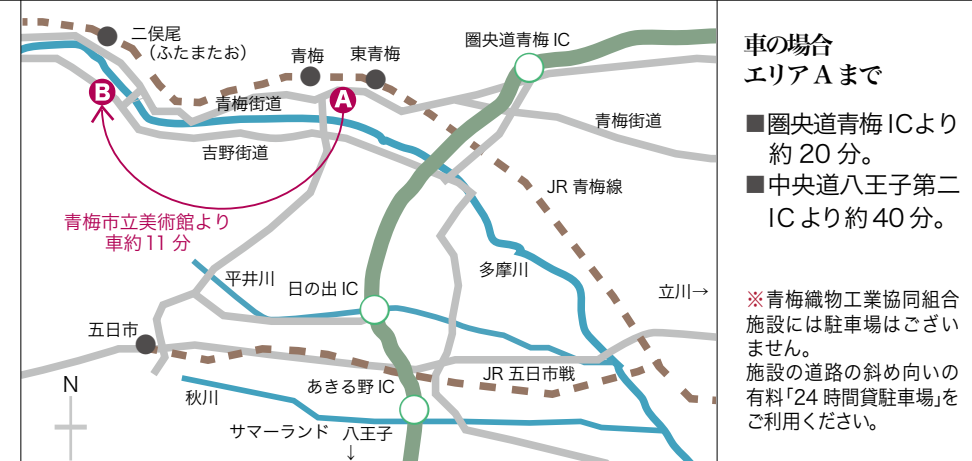 二俣尾
(ふたまたお)
青梅
東青梅
圏央道青梅 IC
B
A
青梅街道
青梅街道
吉野街道
JR 青梅線
青梅市立美術館より
車約11 分
多摩川
平井川
日の出 IC
立川→
五日市
N
JR 五日市戦
あきる野 IC
秋川
サマーランド
八王子
↓
車の場合
エリア A まで
■圏央道青梅 ICより
約 20 分。
■中央道八王子第二
ICより約 40 分。
※青梅織物工業協同組合
施設には駐車場はござい
ません。
施設の道路の斜め向いの
有料「24 時間貸駐車場」を
ご利用ください。